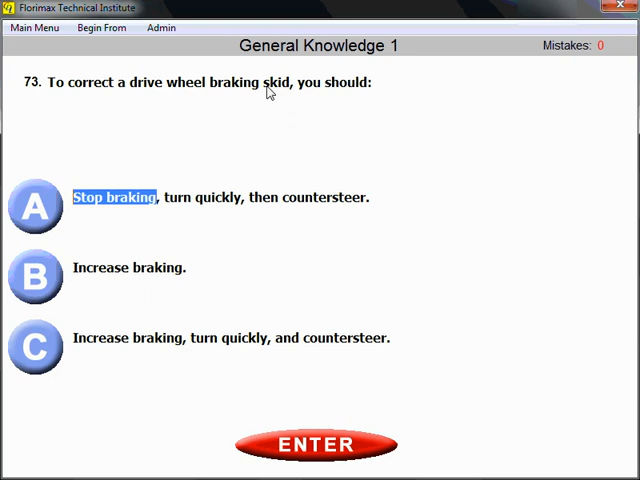 Florimax Technical Institute
Main Menu Begin From Admin
General Knowledge 1 Mistakes: 0
73. To correct a drive wheel braking skid, you should:
A Stop braking, turn quickly, then countersteer.
B Increase braking.
C Increase braking, turn quickly, and countersteer.
ENTER